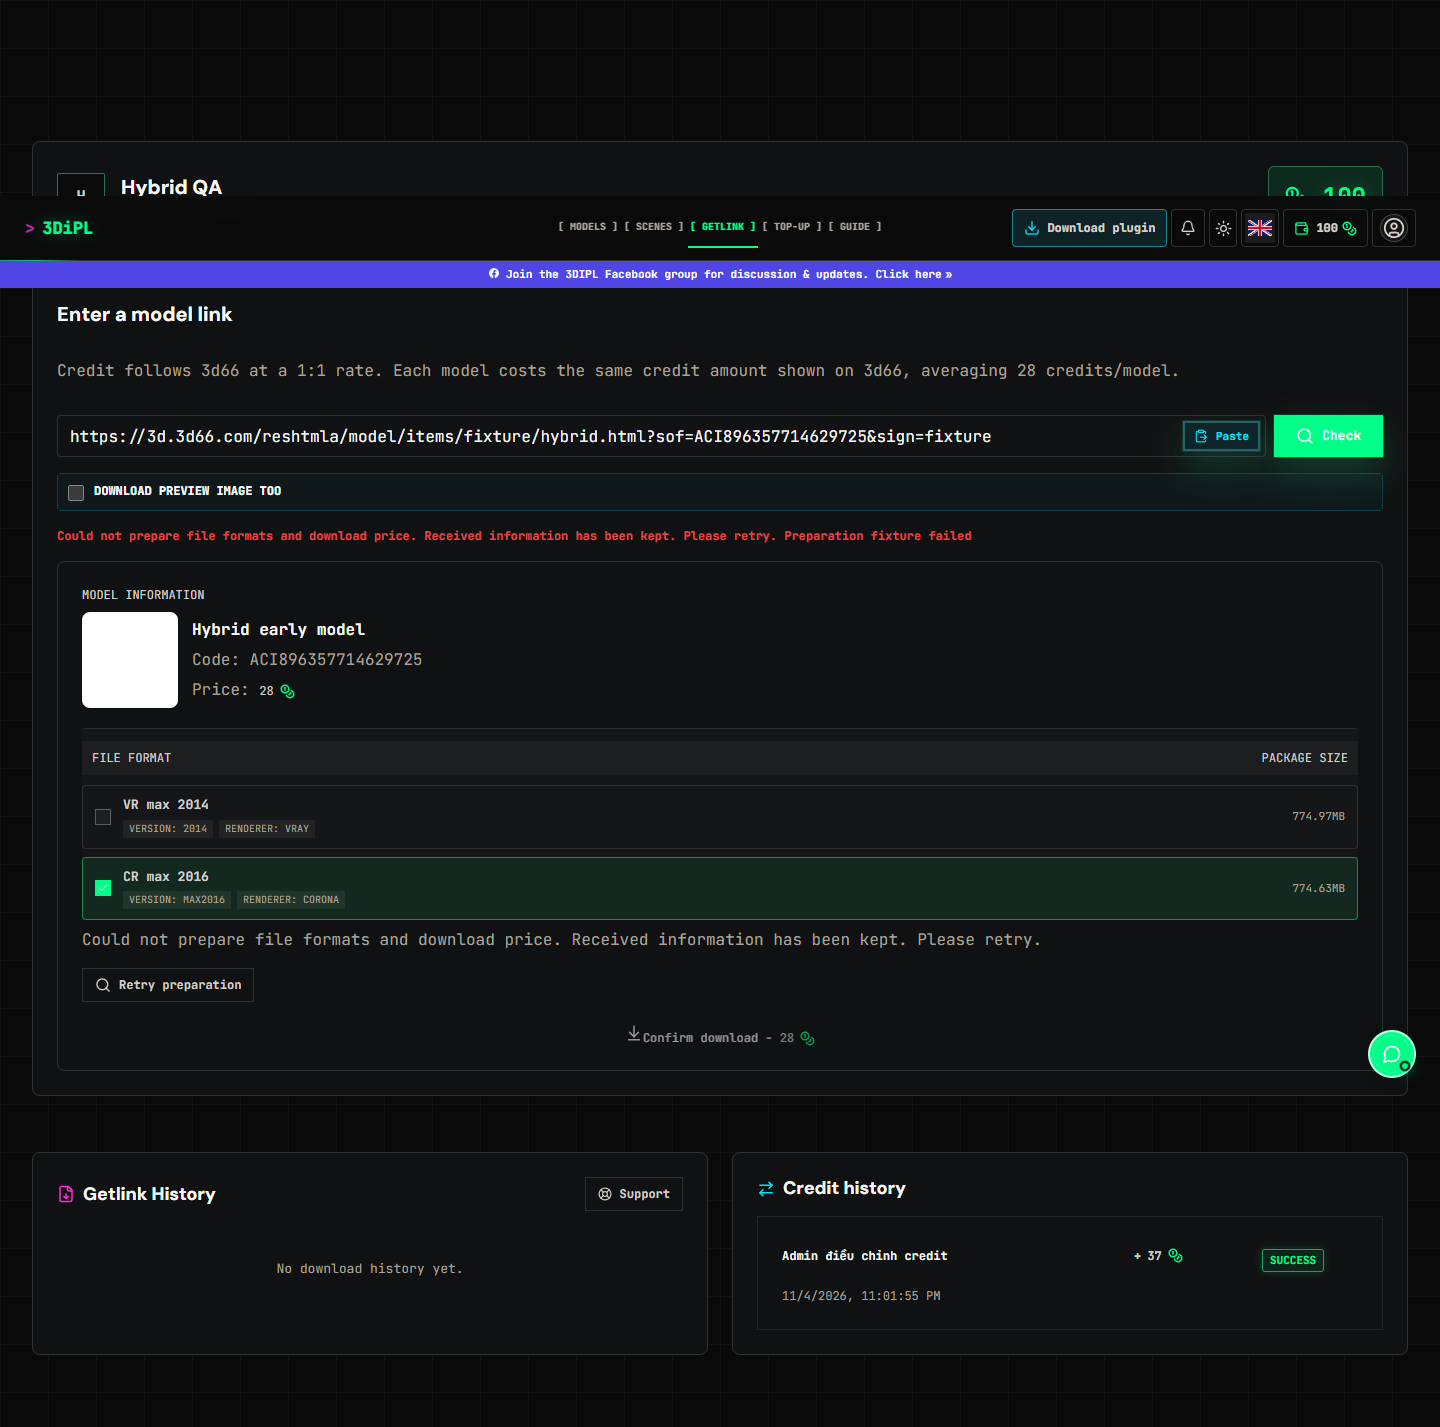 Hybrid QA
100
> 3DiPL
[ MODELS ] [ SCENES ] [ GETLINK ] [ TOP-UP ] [ GUIDE ]
Download plugin
100
Join the 3DIPL Facebook group for discussion & updates. Click here »
Enter a model link
Credit follows 3d66 at a 1:1 rate. Each model costs the same credit amount shown on 3d66, averaging 28 credits/model.
https://3d.3d66.com/reshtmla/model/items/fixture/hybrid.html?sof=ACI896357714629725&sign=fixture
Paste
Check
DOWNLOAD PREVIEW IMAGE TOO
Could not prepare file formats and download price. Received information has been kept. Please retry. Preparation fixture failed
MODEL INFORMATION
Hybrid early model
Code: ACI896357714629725
Price: 28
FILE FORMAT
PACKAGE SIZE
VR max 2014
VERSION: 2014
RENDERER: VRAY
774.97MB
CR max 2016
VERSION: MAX2016
RENDERER: CORONA
774.63MB
Could not prepare file formats and download price. Received information has been kept. Please retry.
Retry preparation
Confirm download - 28
Getlink History
Support
No download history yet.
Credit history
Admin điều chỉnh credit
+ 37
SUCCESS
11/4/2026, 11:01:55 PM